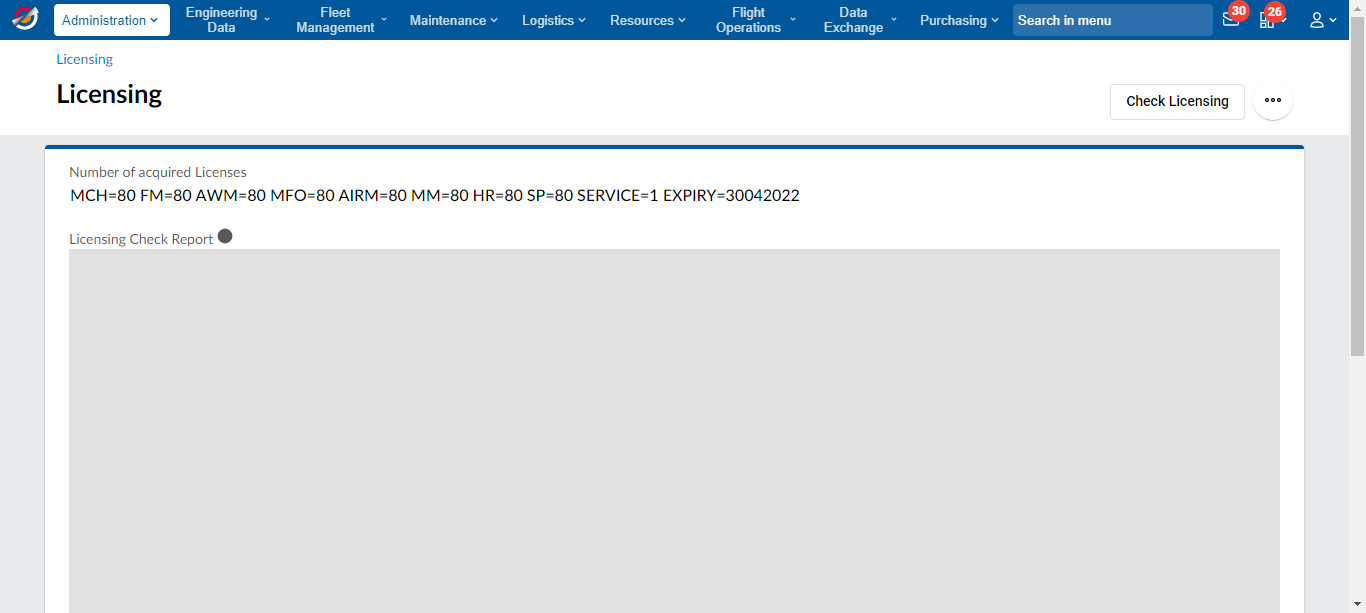 Administration
Engineering
Data
Fleet
Management
Maintenance
Logistics
Resources
Flight
Operations
Data
Exchange
Purchasing
Search in menu
30
26
Licensing
Licensing
Check Licensing
Number of acquired Licenses
MCH=80 FM=80 AWM=80 MFO=80 AIRM=80 MM=80 HR=80 SP=80 SERVICE=1 EXPIRY=30042022
Licensing Check Report